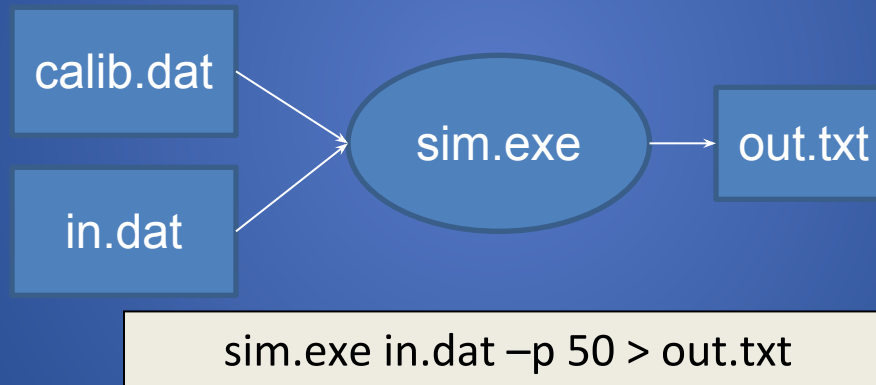 calib.dat
in.dat
sim.exe
out.txt
sim.exe in.dat –p 50 > out.txt